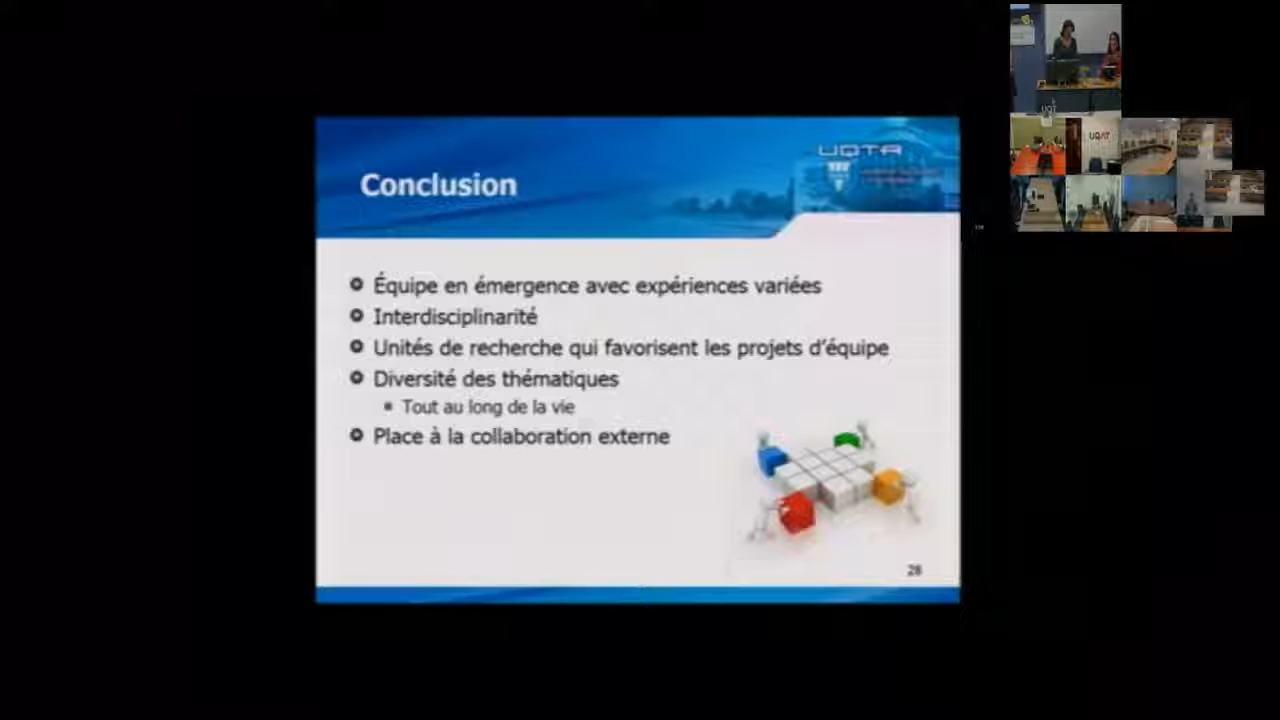 UQTR
Conclusion
Équipe en émergence avec expériences variées
Interdisciplinarité
Unités de recherche qui favorisent les projets d'équipe
Diversité des thématiques
Tout au long de la vie
Place à la collaboration externe
28
UQAT